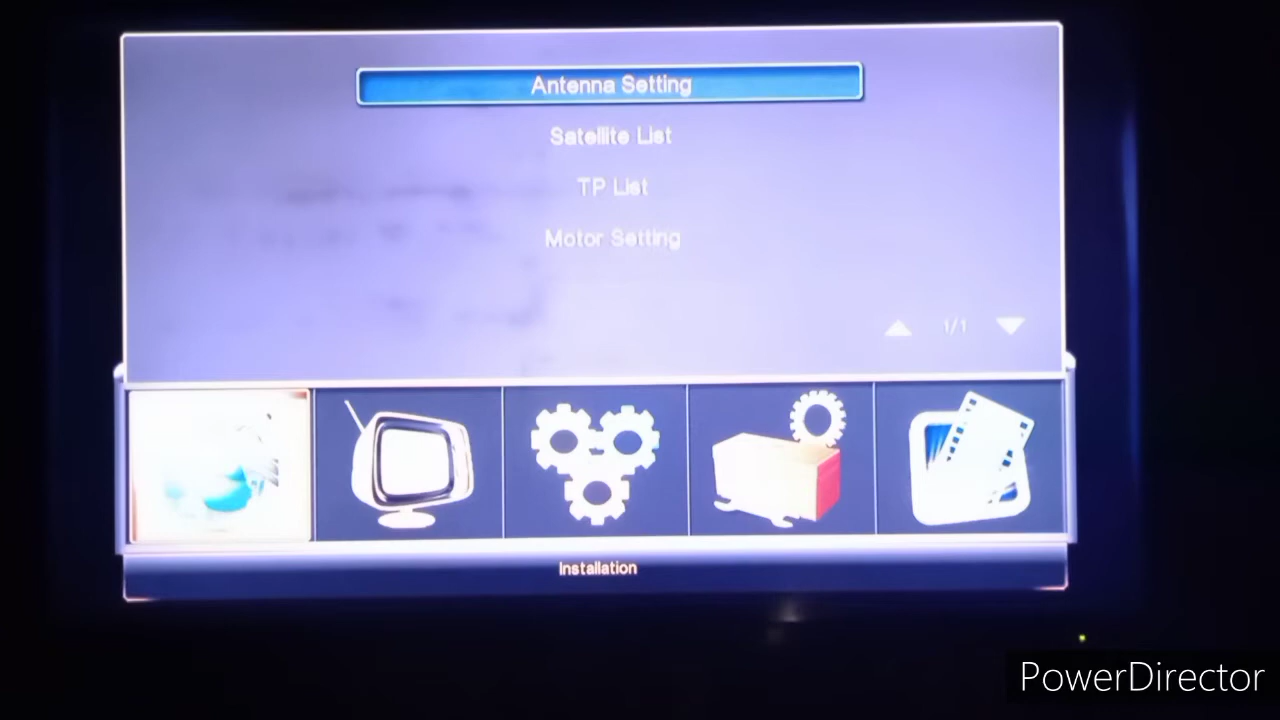 Antenna Setting
Satellite List
TP List
Motor Setting
1/1
Installation
PowerDirector